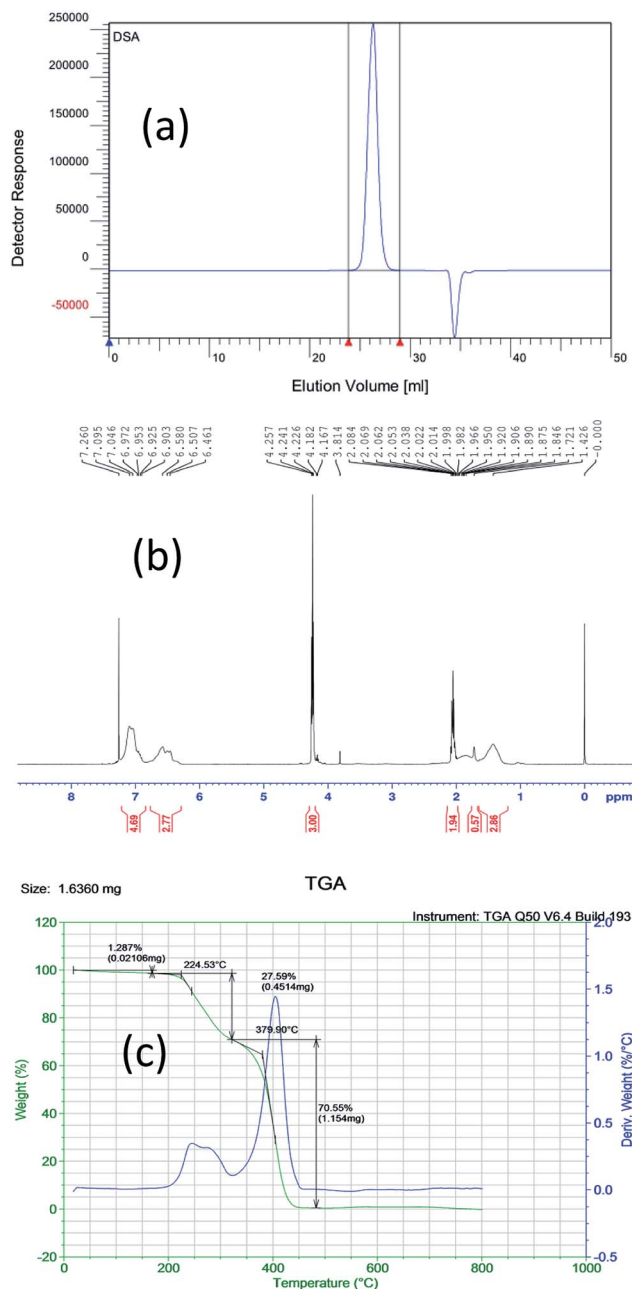 DSA
(a)
250000
200000
150000
100000
50000
0
-50000
Detector Response
0 10 20 30 40 50
Elution Volume [ml]
7.260
7.095
7.046
6.972
6.953
6.925
6.903
6.580
6.507
6.461
4.257
4.241
4.226
4.182
4.167
3.814
2.084
2.069
2.062
2.053
2.038
2.022
2.014
1.998
1.982
1.966
1.950
1.920
1.906
1.890
1.875
1.846
1.721
1.426
-0.000
(b)
8 7 6 5 4 3 2 1 0 ppm
4.69 2.77 3.00 1.94 0.57 2.86
Size: 1.6360 mg
TGA
Instrument: TGA Q50 V6.4 Build 193
120
100
80
60
40
20
0
-20
Weight (%)
1.287%
(0.02106mg)
224.53°C
27.59%
(0.4514mg)
379.90°C
(c)
70.55%
(1.154mg)
2.0
1.5
1.0
0.5
0.0
-0.5
Deriv. Weight (%/°C)
0 200 400 600 800 1000
Temperature (°C)